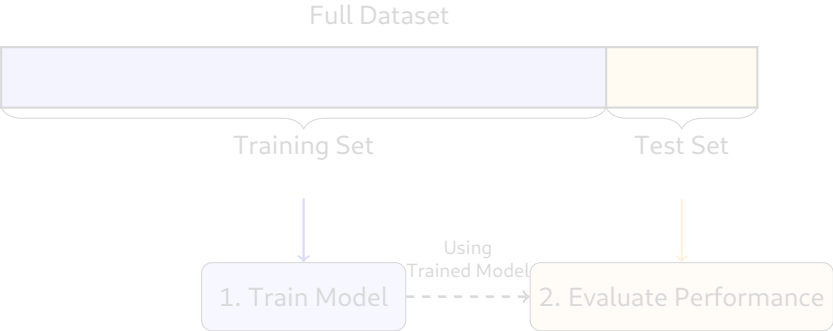 Full Dataset
Training Set
Test Set
Using
Trained Model
1. Train Model
2. Evaluate Performance